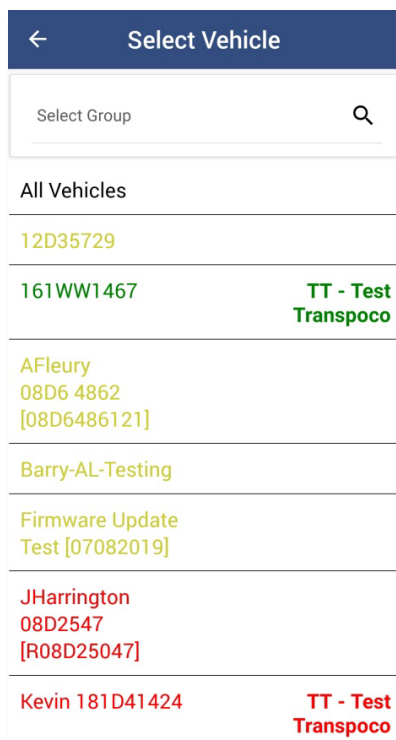 Select Vehicle
Select Group
All Vehicles
12D35729
161WW1467
TT - Test
Transpoco
AFleury
08D6 4862
[08D6486121]
Barry-AL-Testing
Firmware Update
Test [07082019]
JHarrington
08D2547
[R08D25047]
Kevin 181D41424
TT - Test
Transpoco